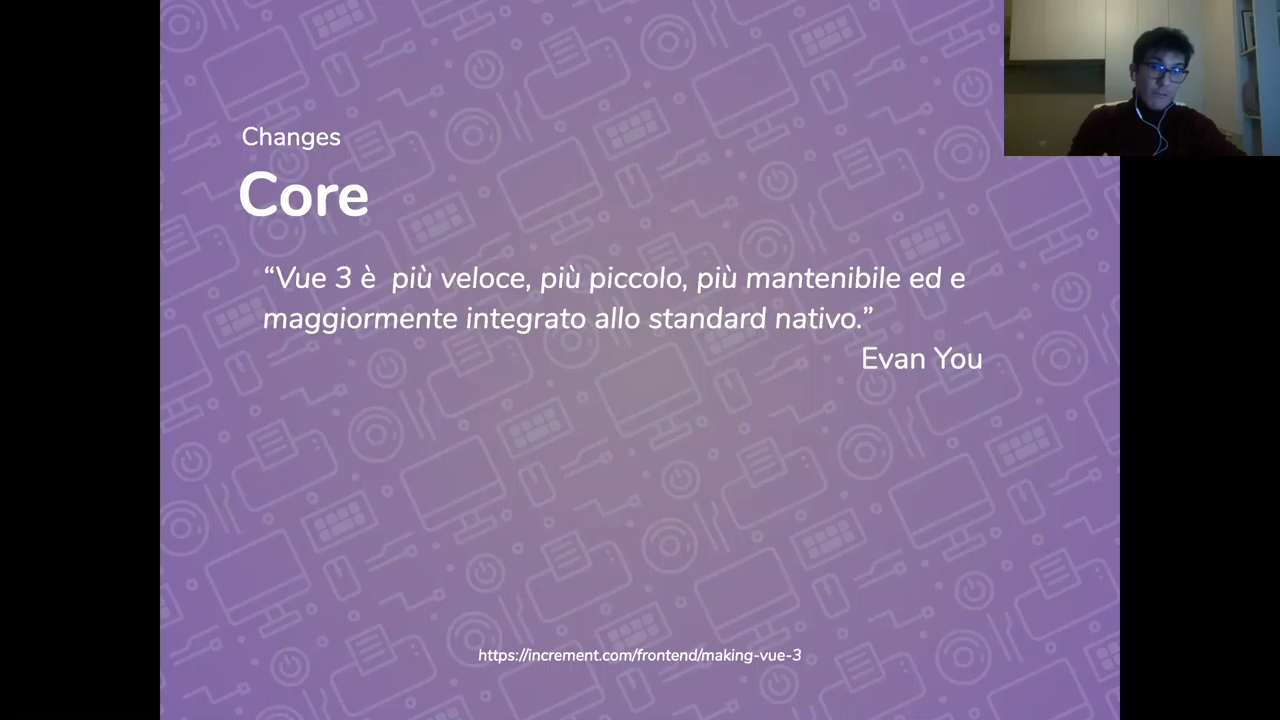 Changes
Core
“Vue 3 è  più veloce, più piccolo, più mantenibile ed e
maggiormente integrato allo standard nativo.”
Evan You
https://increment.com/frontend/making-vue-3